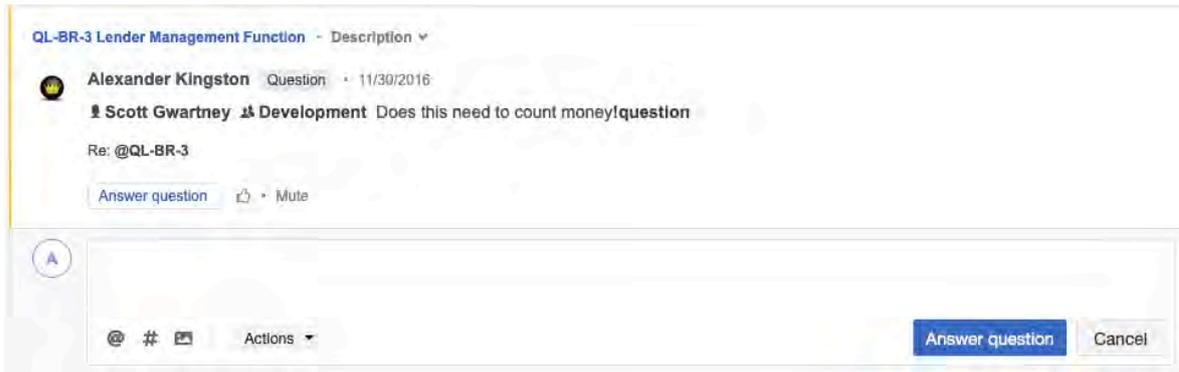 QL-BR-3 Lender Management Function - Description
Alexander Kingston Question • 11/30/2016
Scott Gwartney Development Does this need to count money!question
Re: @QL-BR-3
Answer question • Mute
A
@ # Actions Answer question Cancel